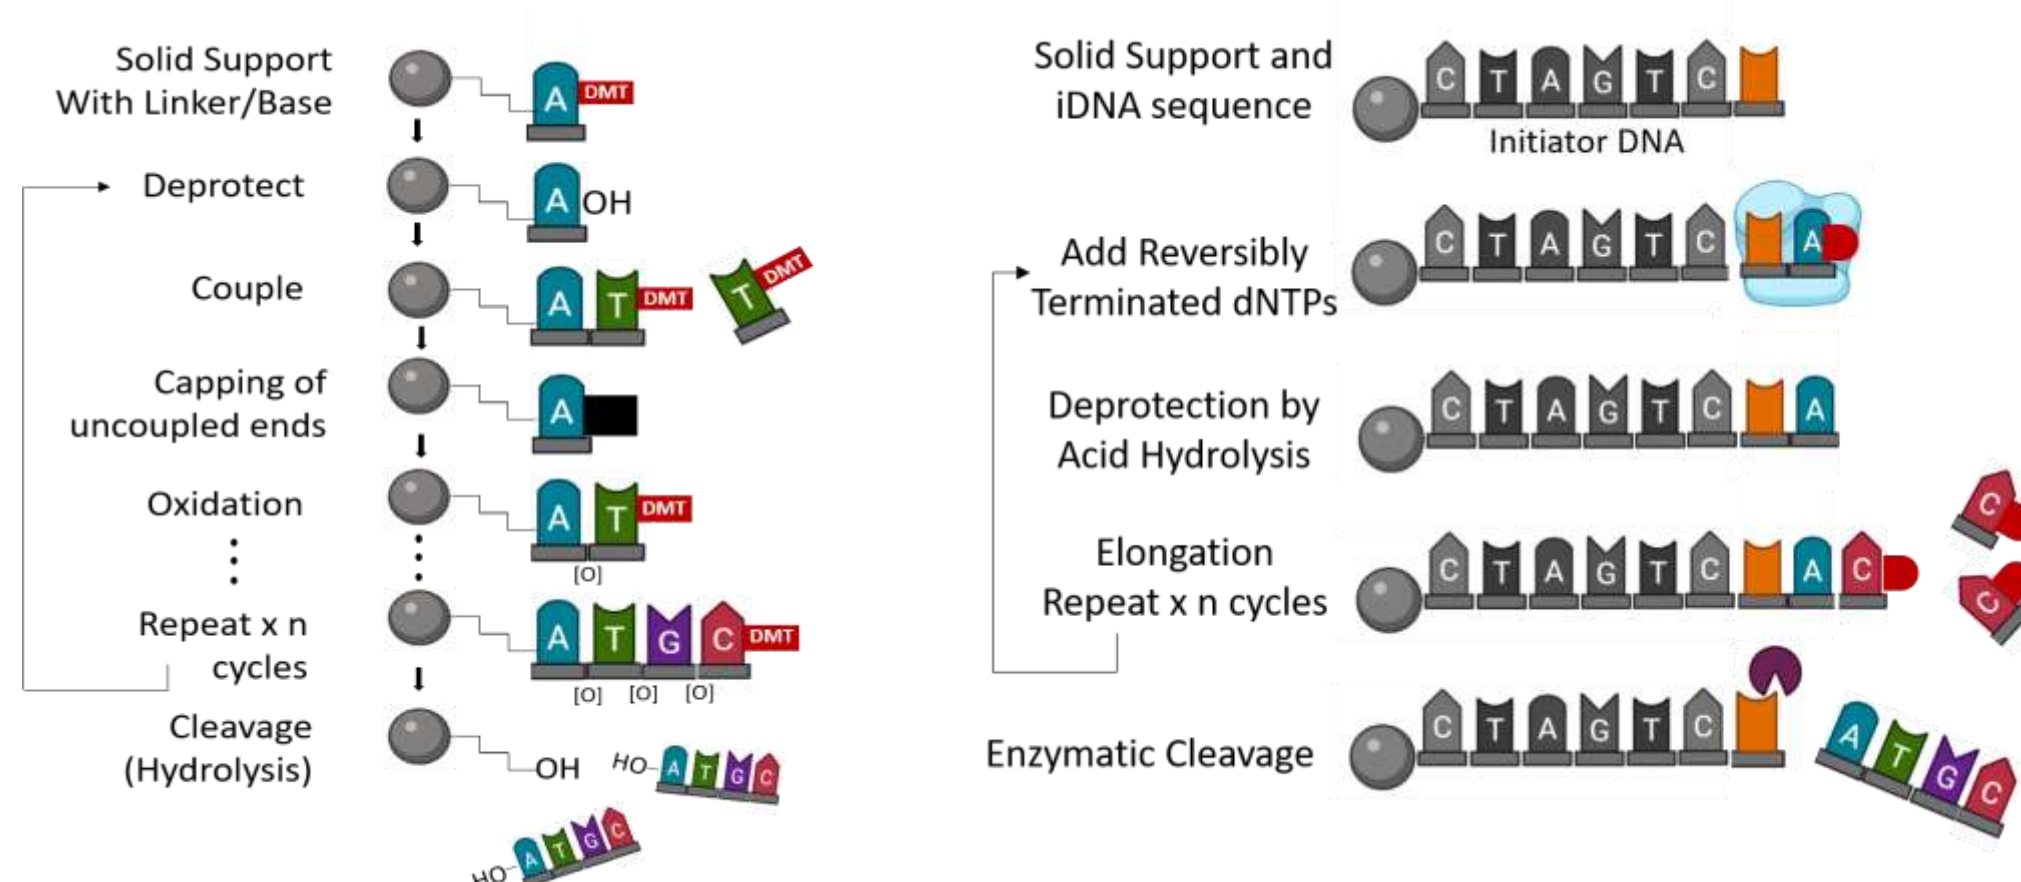 Solid Support
With Linker/Base
A DMT
Deprotect
A OH
Couple
A T DMT
T DMT
Capping of
uncoupled ends
A
Oxidation
A T DMT
[O]
Repeat x n
cycles
A T G C DMT
[O] [O] [O]
Cleavage
(Hydrolysis)
OH
HO A T G C
HO A T G C
Solid Support and
iDNA sequence
C T A G T C
Initiator DNA
Add Reversibly
Terminated dNTPs
C T A G T C A
Deprotection by
Acid Hydrolysis
C T A G T C A
Elongation
Repeat x n cycles
C T A G T C A C
C
C
Enzymatic Cleavage
C T A G T C
A T G C